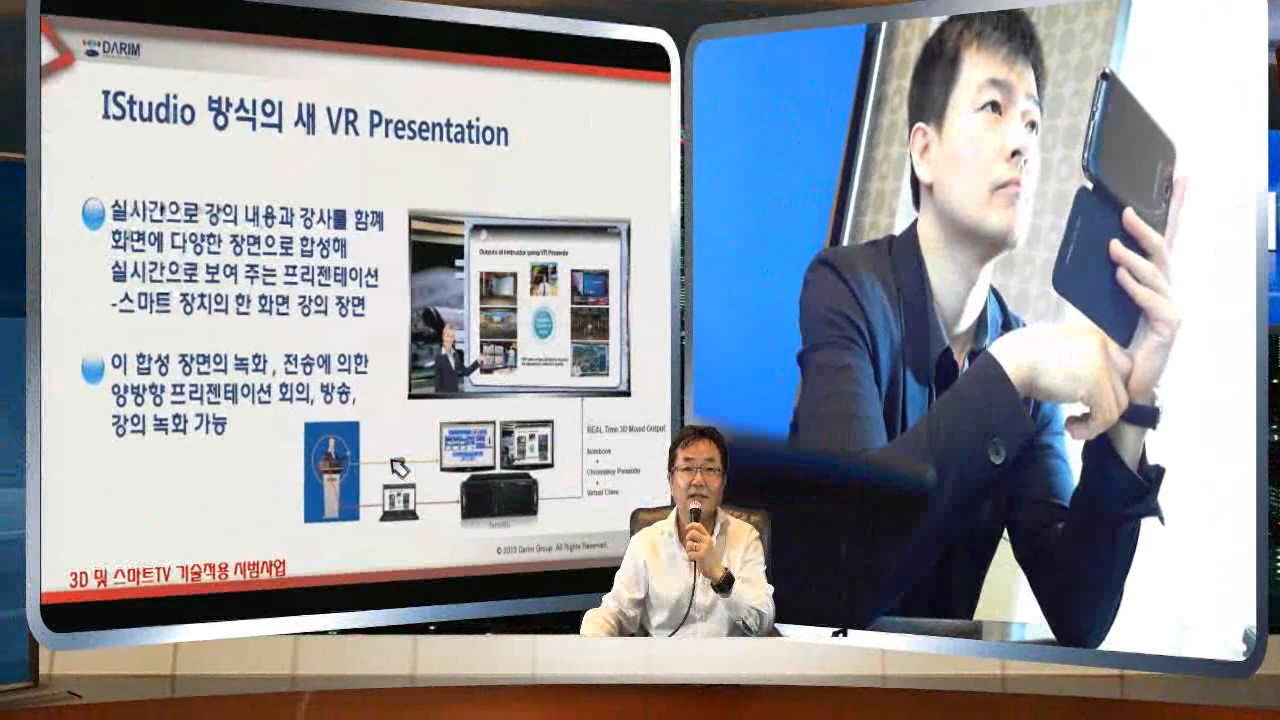 DARIM
IStudio 방식의 새 VR Presentation
실시간으로 강의 내용과 강사를 함께
화면에 다양한 장면으로 합성해
실시간으로 보여 주는 프리젠테이션
-스마트 장치의 한 화면 강의 장면
이 합성 장면의 녹화 , 전송에 의한
양방향 프리젠테이션 회의, 방송,
강의 녹화 가능
Outputs of Instructor using VR Presenter
REAL Time 3D Mixed Output
Notebook
+
Chromakey Presenter
+
Virtual Class
© 2013 Darim Group. All Rights Reserved.
3D 및 스마트TV 기술적용 시범사업